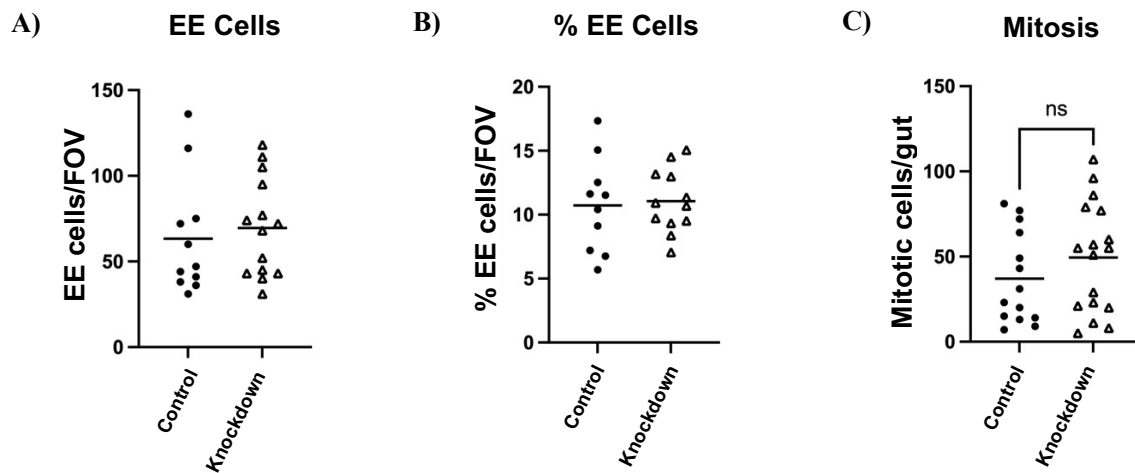 A)
EE Cells
EE cells/FOV
150
100
50
0
Control
Knockdown
B)
% EE Cells
% EE cells/FOV
20
15
10
5
0
Control
Knockdown
C)
Mitosis
Mitotic cells/gut
150
100
50
0
ns
Control
Knockdown